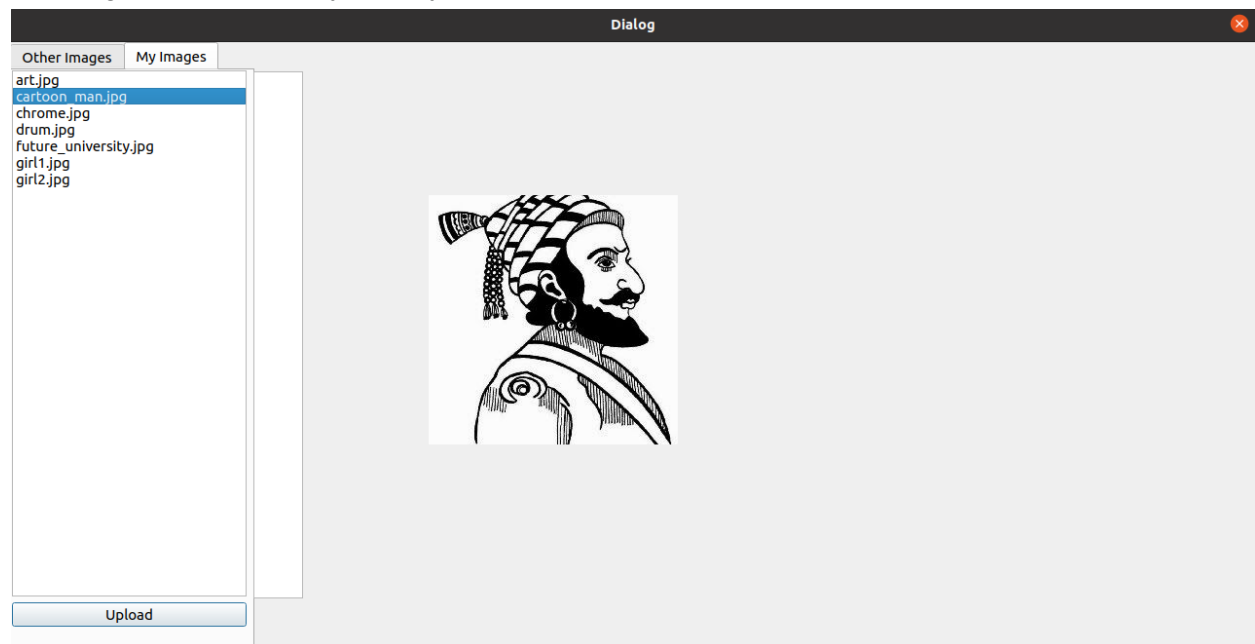 Dialog
Other Images My Images
art.jpg
cartoon_man.jpg
chrome.jpg
drum.jpg
future_university.jpg
girl1.jpg
girl2.jpg
Upload